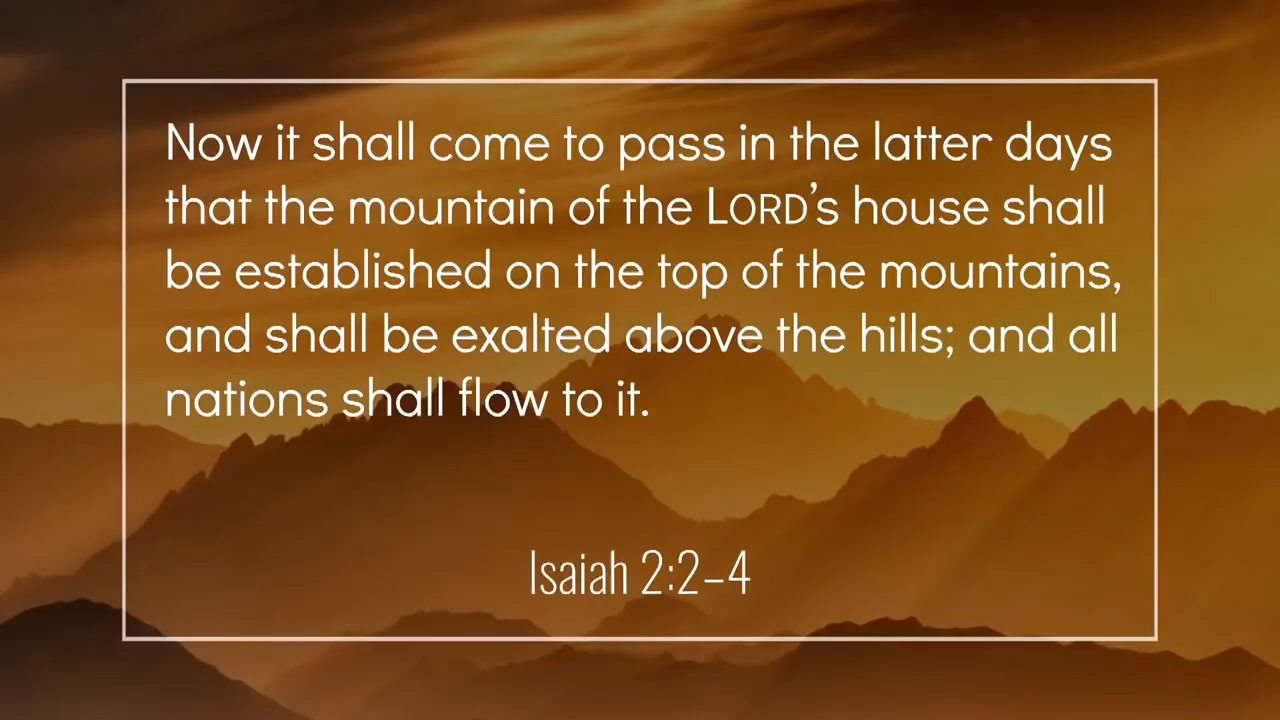 Now it shall come to pass in the latter days
that the mountain of the LORD’s house shall
be established on the top of the mountains,
and shall be exalted above the hills; and all
nations shall flow to it.
Isaiah 2:2–4